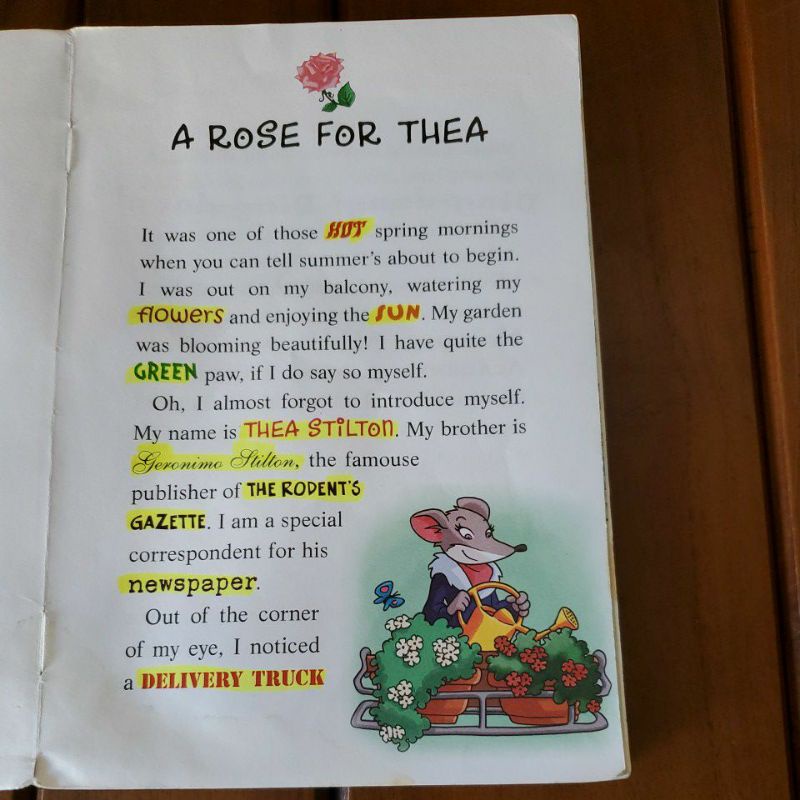 A ROSE FOR THEA
It was one of those HOT spring mornings
when you can tell summer's about to begin.
I was out on my balcony, watering my
flowers and enjoying the SUN. My garden
was blooming beautifully! I have quite the
GREEN paw, if I do say so myself.
Oh, I almost forgot to introduce myself.
My name is THEA STILTON. My brother is
Geronimo Stilton, the famouse
publisher of THE RODENT'S
GAZETTE. I am a special
correspondent for his
newspaper.
Out of the corner
of my eye, I noticed
a DELIVERY TRUCK